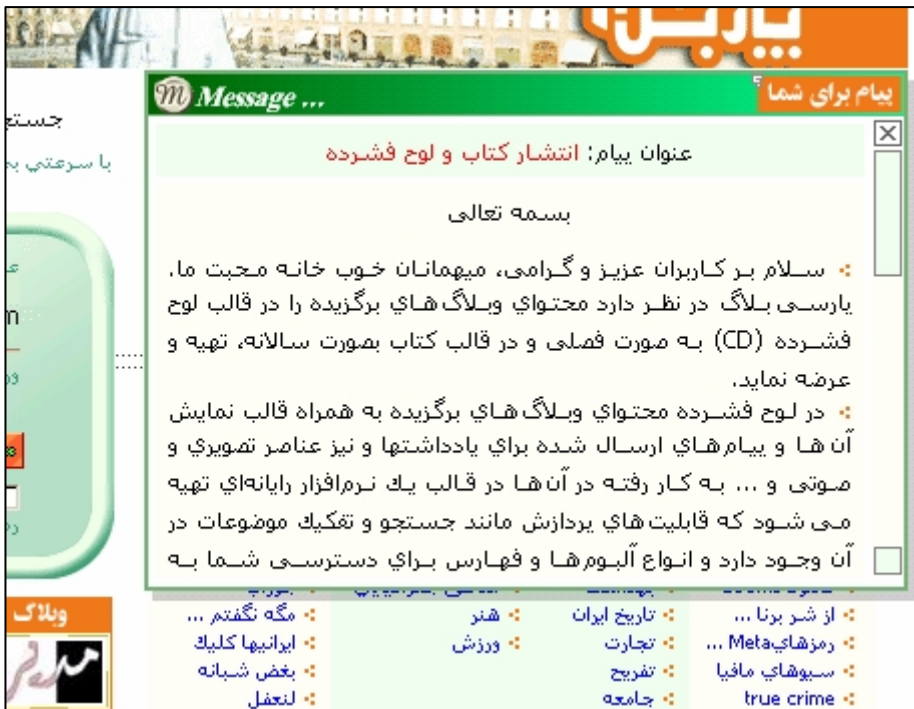 پیام برای شما
Message ...
عنوان پیام: انتشار کتاب و لوح فشرده
بسمه تعالی
سلام بر کاربران عزیز و گرامی، میهمانان خوب خانه محبت ما.
پارسی بلاگ در نظر دارد محتواي وبلاگ هاي برگزیده را در قالب لوح
فشرده (CD) به صورت فصلی و در قالب کتاب بصورت سالانه، تهیه و
عرضه نماید.
در لوح فشرده محتواي وبلاگ هاي برگزیده به همراه قالب نمایش
آن ها و پیام هاي ارسال شده براي یادداشتها و نیز عناصر تصویري و
صوتی و ... به کار رفته در آن ها در قالب یك نرم افزار رایانه اي تهیه
می شود که قابلیت هاي پردازش مانند جستجو و تفکیك موضوعات در
آن وجود دارد و انواع آلبوم ها و فهارس براي دسترسی شما به
از شر برنا ...
تاریخ ایران
هنر
مگه نگفتم ...
رمزهايMeta ...
تجارت
ورزش
ایرانیها کلیك
سیوهاي مافیا
تفریح
بغض شبانه
true crime
جامعه
لنعفل
وبلاگ